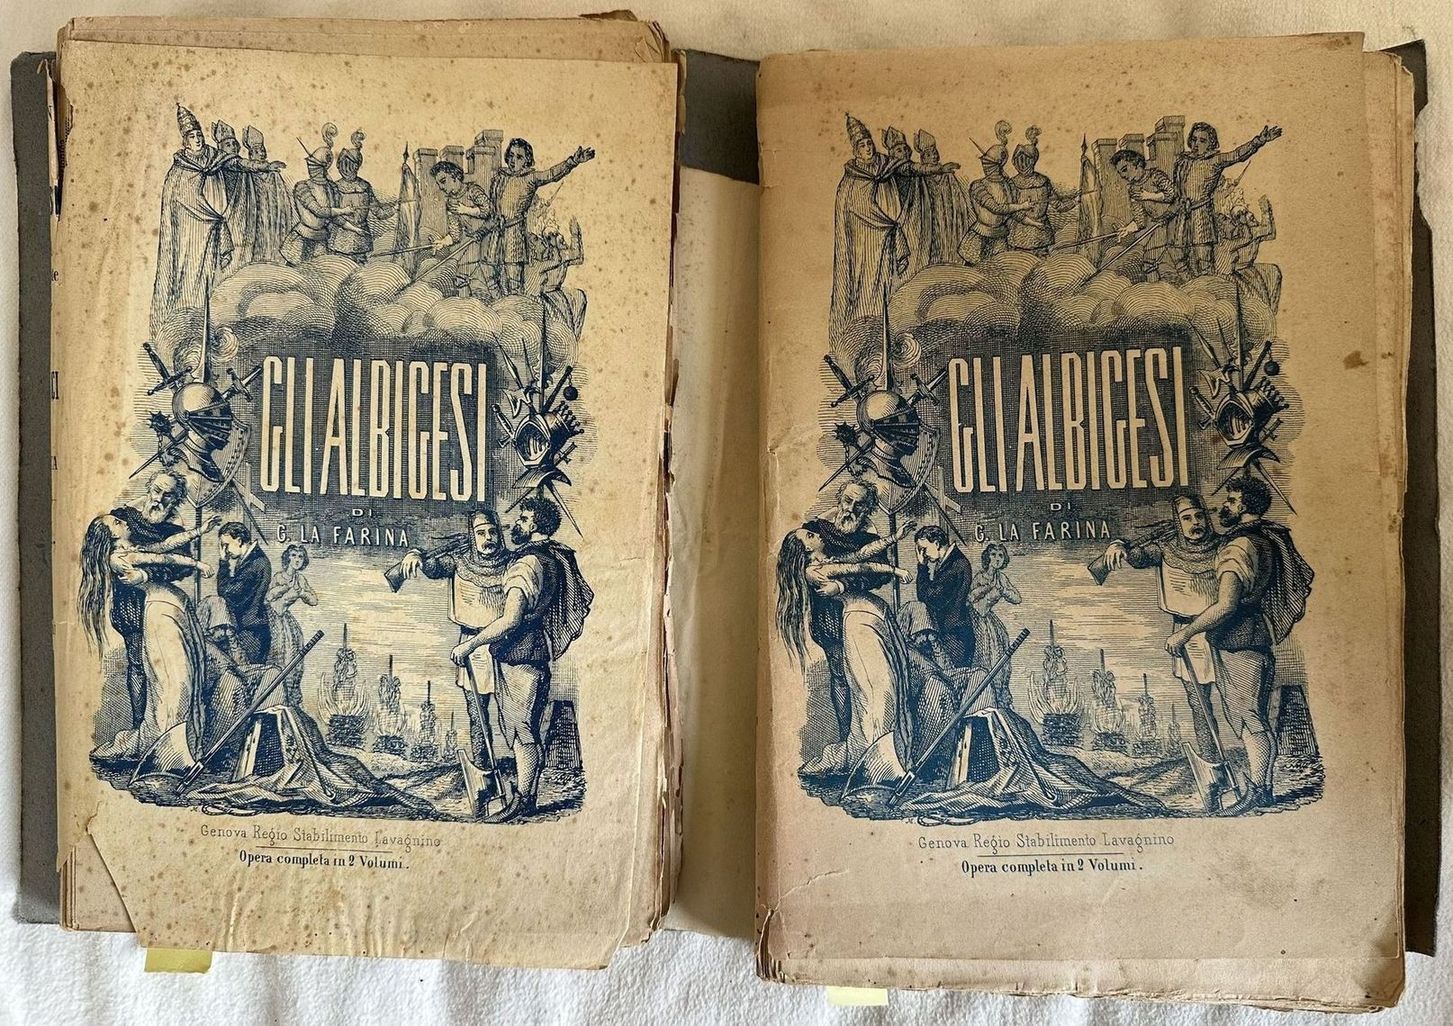 GLI ALBIGESI
DI
G. LA FARINA
Genova Regio Stabilimento Lavagnino
Opera completa in 2 Volumi.
GLI ALBIGESI
DI
G. LA FARINA
Genova Regio Stabilimento Lavagnino
Opera completa in 2 Volumi.